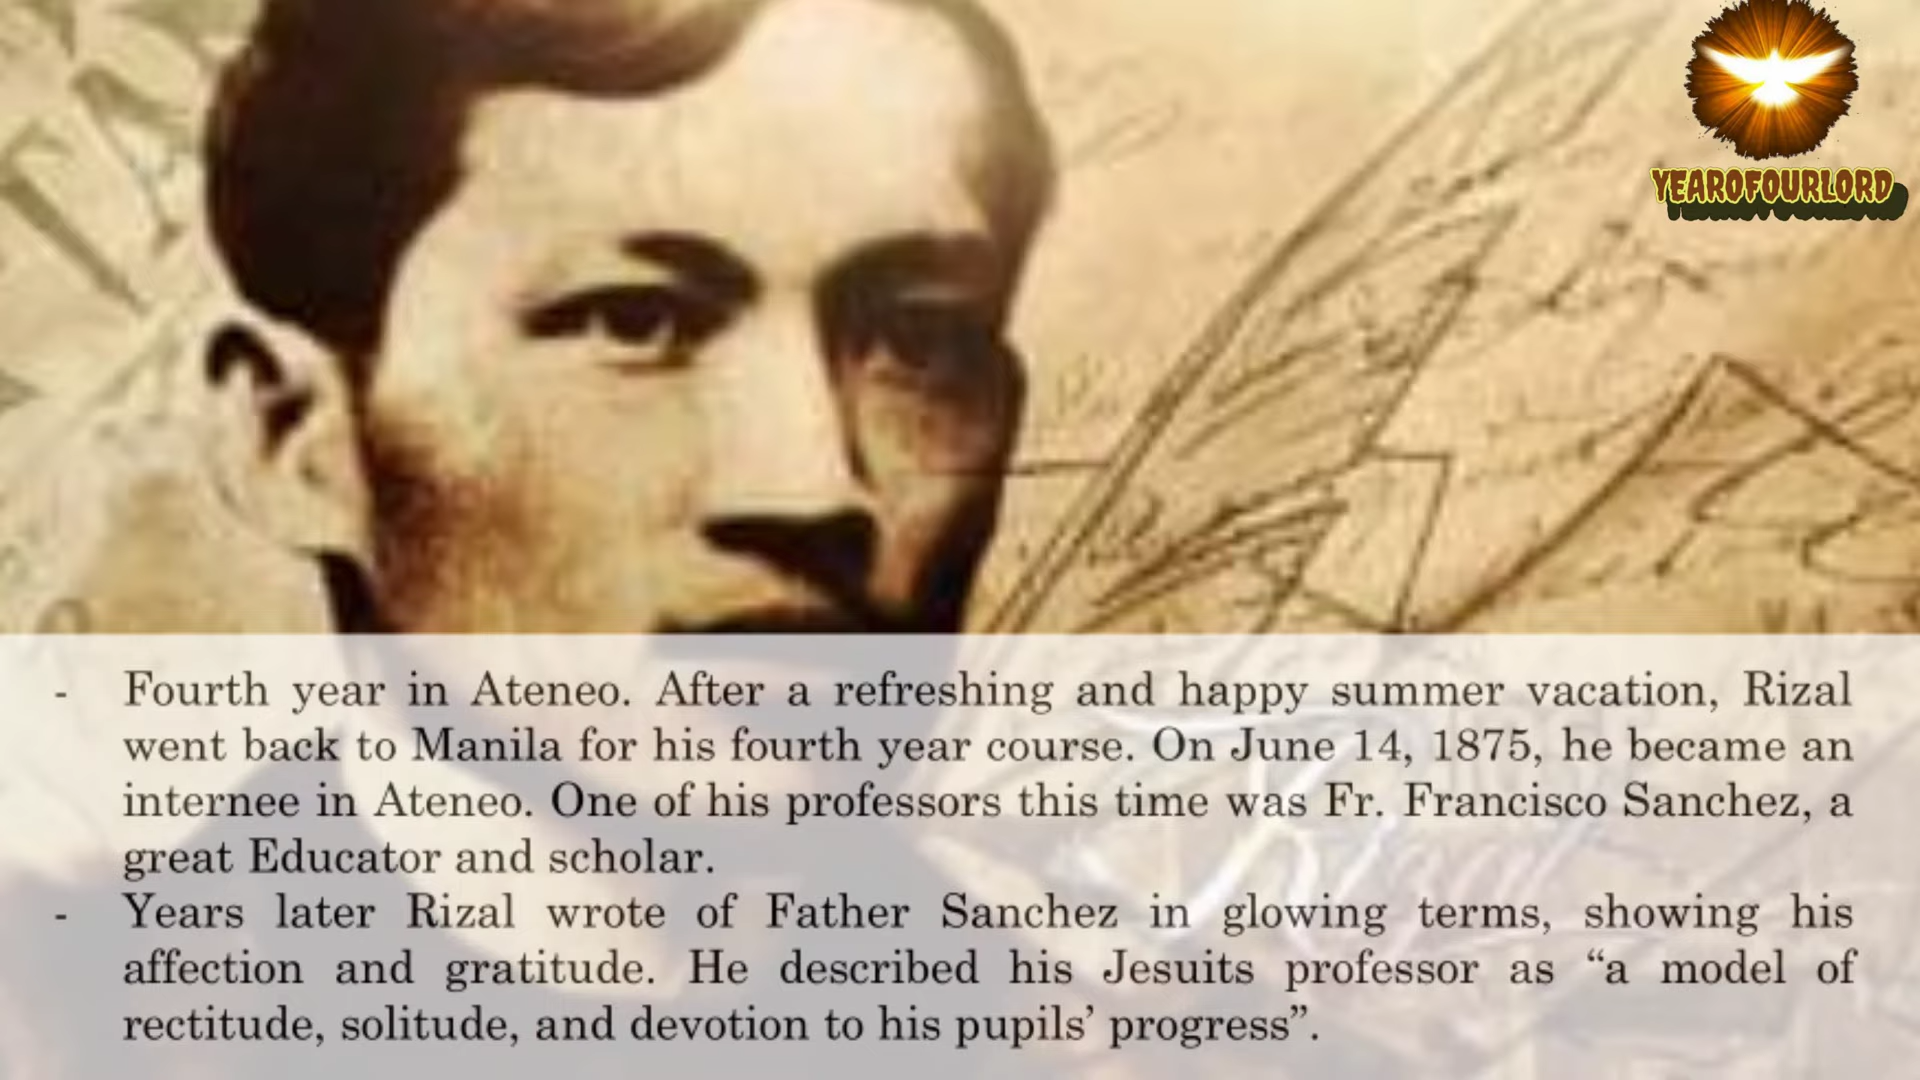 YEAROFOURLORD
- Fourth year in Ateneo. After a refreshing and happy summer vacation, Rizal
went back to Manila for his fourth year course. On June 14, 1875, he became an
internee in Ateneo. One of his professors this time was Fr. Francisco Sanchez, a
great Educator and scholar.
- Years later Rizal wrote of Father Sanchez in glowing terms, showing his
affection and gratitude. He described his Jesuits professor as “a model of
rectitude, solitude, and devotion to his pupils’ progress”.